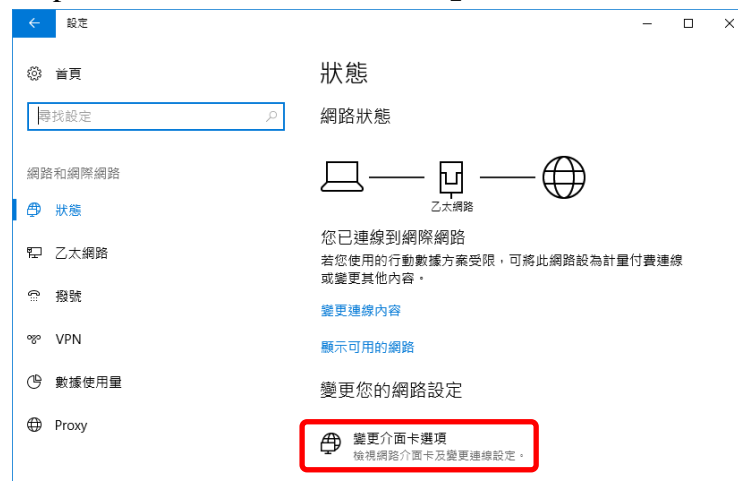 設定
首頁
尋找設定
網路和網際網路
狀態
乙太網路
撥號
VPN
數據使用量
Proxy
狀態
網路狀態
乙太網路
您已連線到網際網路
若您使用的行動數據方案受限，可將此網路設為計量付費連線
或變更其他內容。
變更連線內容
顯示可用的網路
變更您的網路設定
變更介面卡選項
檢視網路介面卡及變更連線設定。